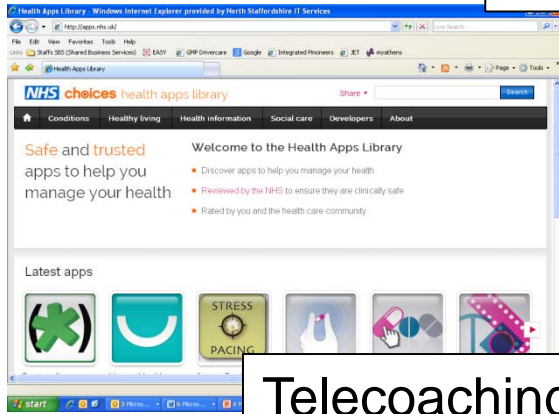 Health Apps Library - Windows Internet Explorer provided by North Staffordshire IT Services
http://apps.nhs.uk/
Live Search
File Edit View Favorites Tools Help
Links Staffs SBS (Shared Business Services) EASY GMP Drivercare Google Integrated Pinoneers JET myathens
Health Apps Library
Page Tools
NHS choices health apps library
Share
Search
Conditions Healthy living Health information Social care Developers About
Safe and trusted
apps to help you
manage your health
Welcome to the Health Apps Library
Discover apps to help you manage your health
Reviewed by the NHS to ensure they are clinically safe
Rated by you and the health care community
Latest apps
STRESS
PACING
start
Telecoaching